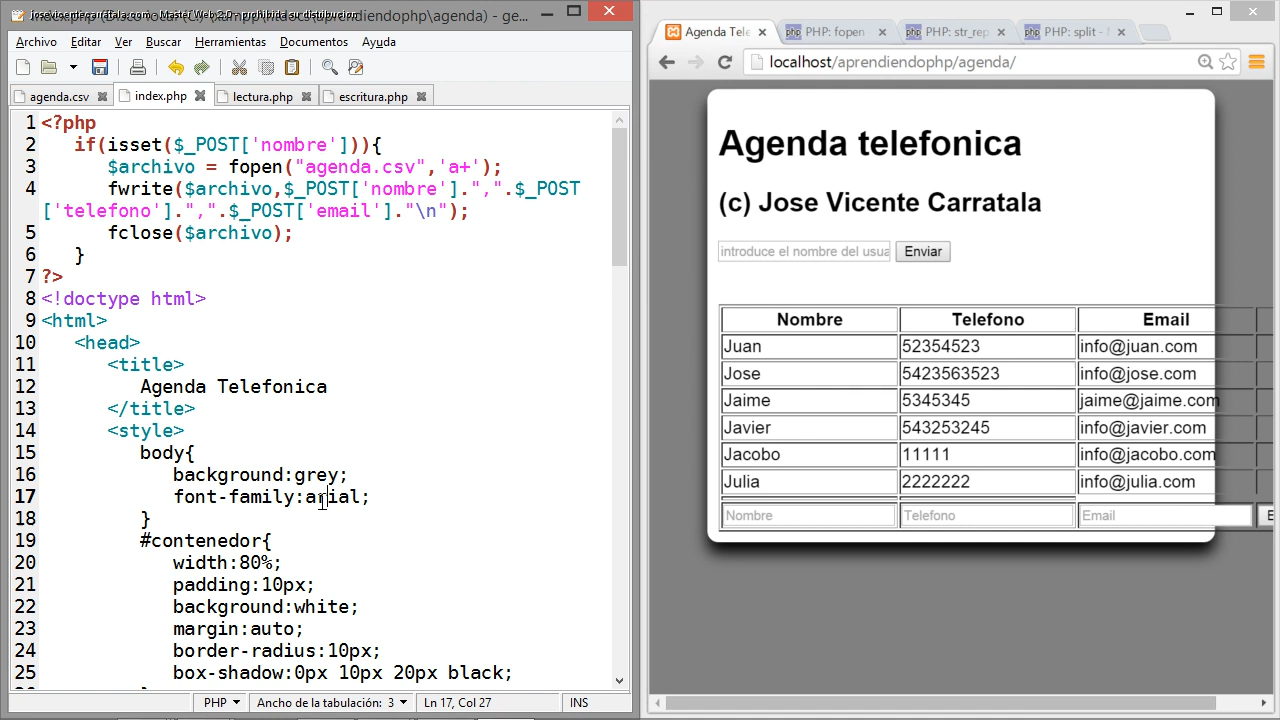 Archivo Editar Ver Buscar Herramientas Documentos Ayuda
agenda.csv index.php lectura.php escritura.php
1 <?php
2 if(isset($_POST['nombre'])){
3 $archivo = fopen("agenda.csv",'a+');
4 fwrite($archivo,$_POST['nombre'].",".$_POST
['telefono'].",".$_POST['email']."\n");
5 fclose($archivo);
6 }
7 ?>
8 <!doctype html>
9 <html>
10 <head>
11 <title>
12 Agenda Telefonica
13 </title>
14 <style>
15 body{
16 background:grey;
17 font-family:arial;
18 }
19 #contenedor{
20 width:80%;
21 padding:10px;
22 background:white;
23 margin:auto;
24 border-radius:10px;
25 box-shadow:0px 10px 20px black;
PHP Ancho de la tabulación: 3 Ln 17, Col 27 INS
Agenda Tele PHP: fopen PHP: str_rep PHP: split -
localhost/aprendiendophp/agenda/
Agenda telefonica
(c) Jose Vicente Carratala
introduce el nombre del usua Enviar
Nombre Telefono Email
Juan 52354523 info@juan.com
Jose 5423563523 info@jose.com
Jaime 5345345 jaime@jaime.com
Javier 543253245 info@javier.com
Jacobo 11111 info@jacobo.com
Julia 2222222 info@julia.com
Nombre Telefono Email E